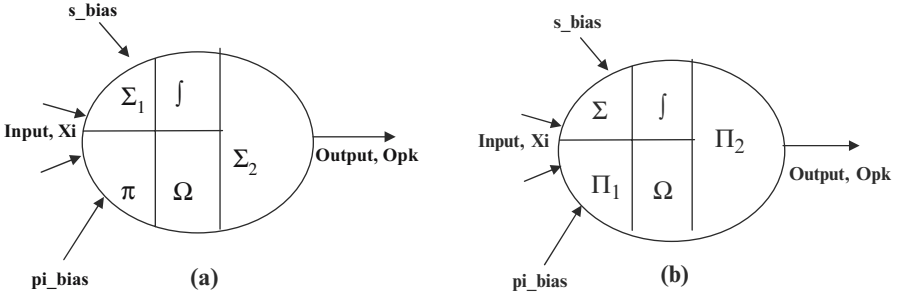 s_bias
Σ1
∫
Input, Xi
Σ2
Output, Opk
π
Ω
pi_bias
(a)
s_bias
Σ
∫
Input, Xi
Π2
Output, Opk
Π1
Ω
pi_bias
(b)